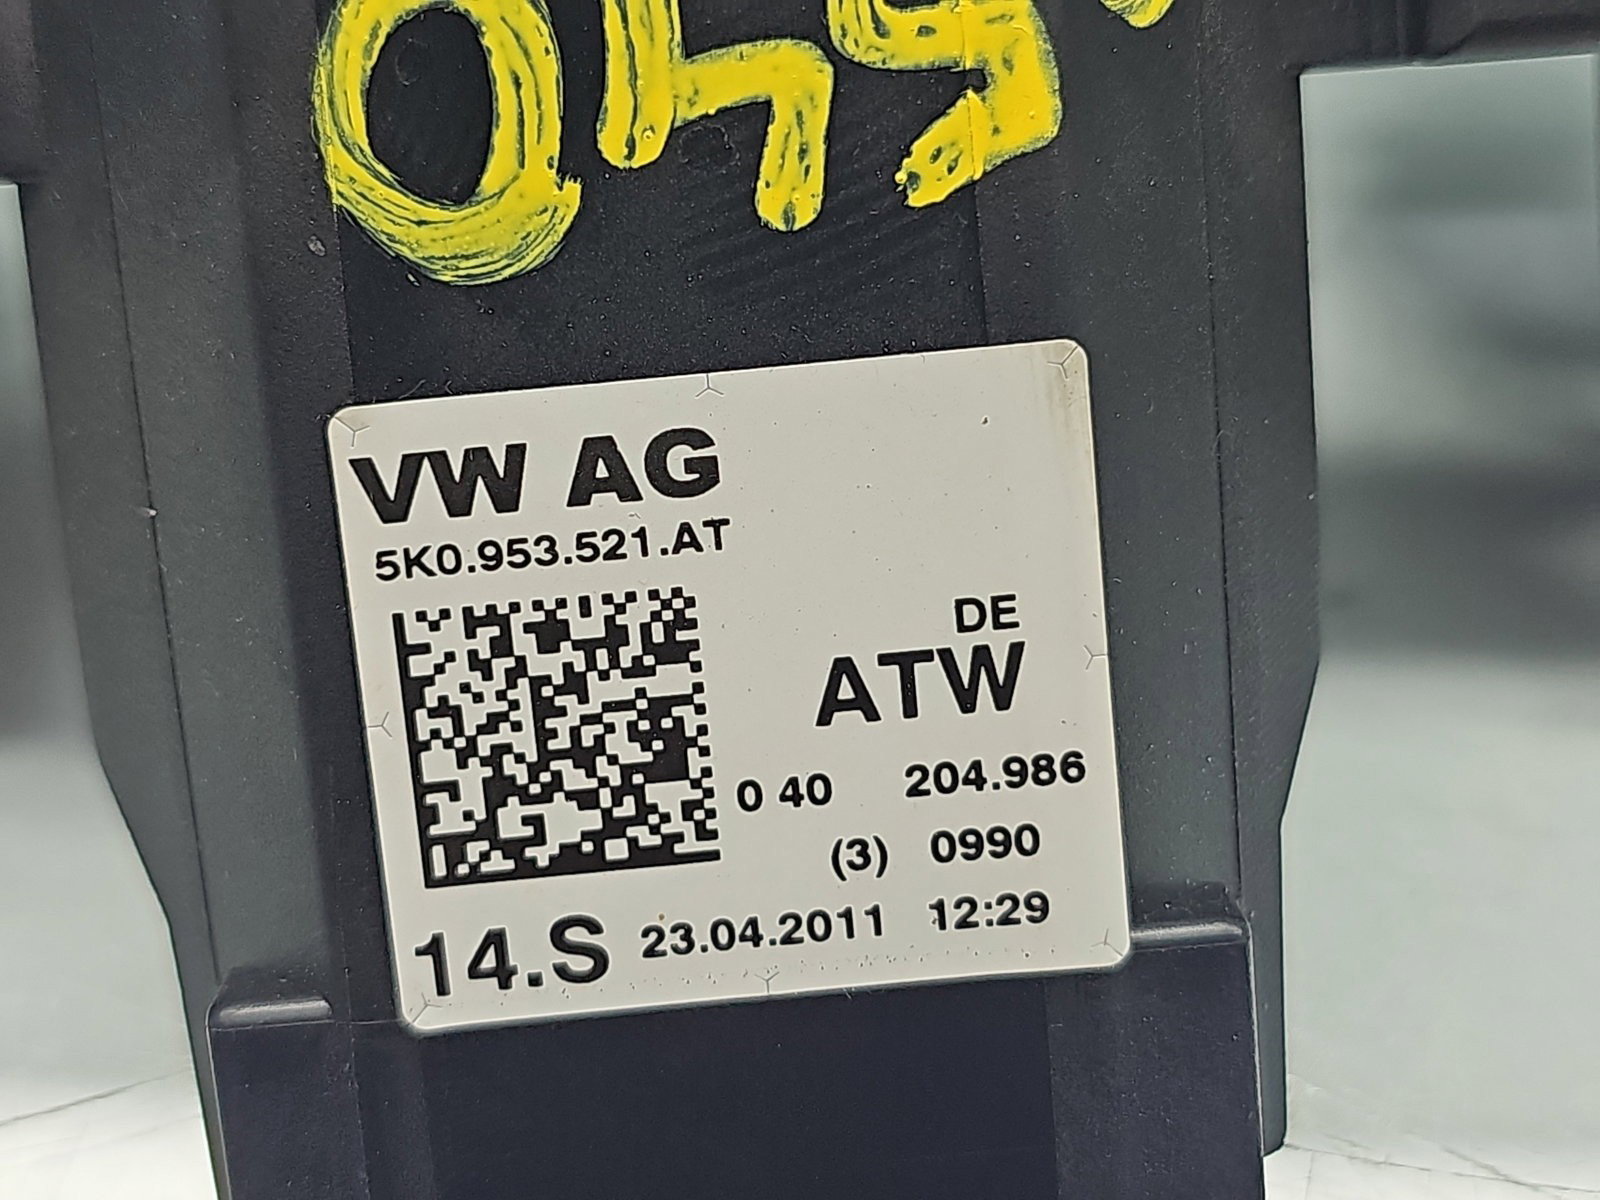 VW AG
5K0.953.521.AT
DE
ATW
0 40 204.986
(3) 0990
14.S 23.04.2011 12:29